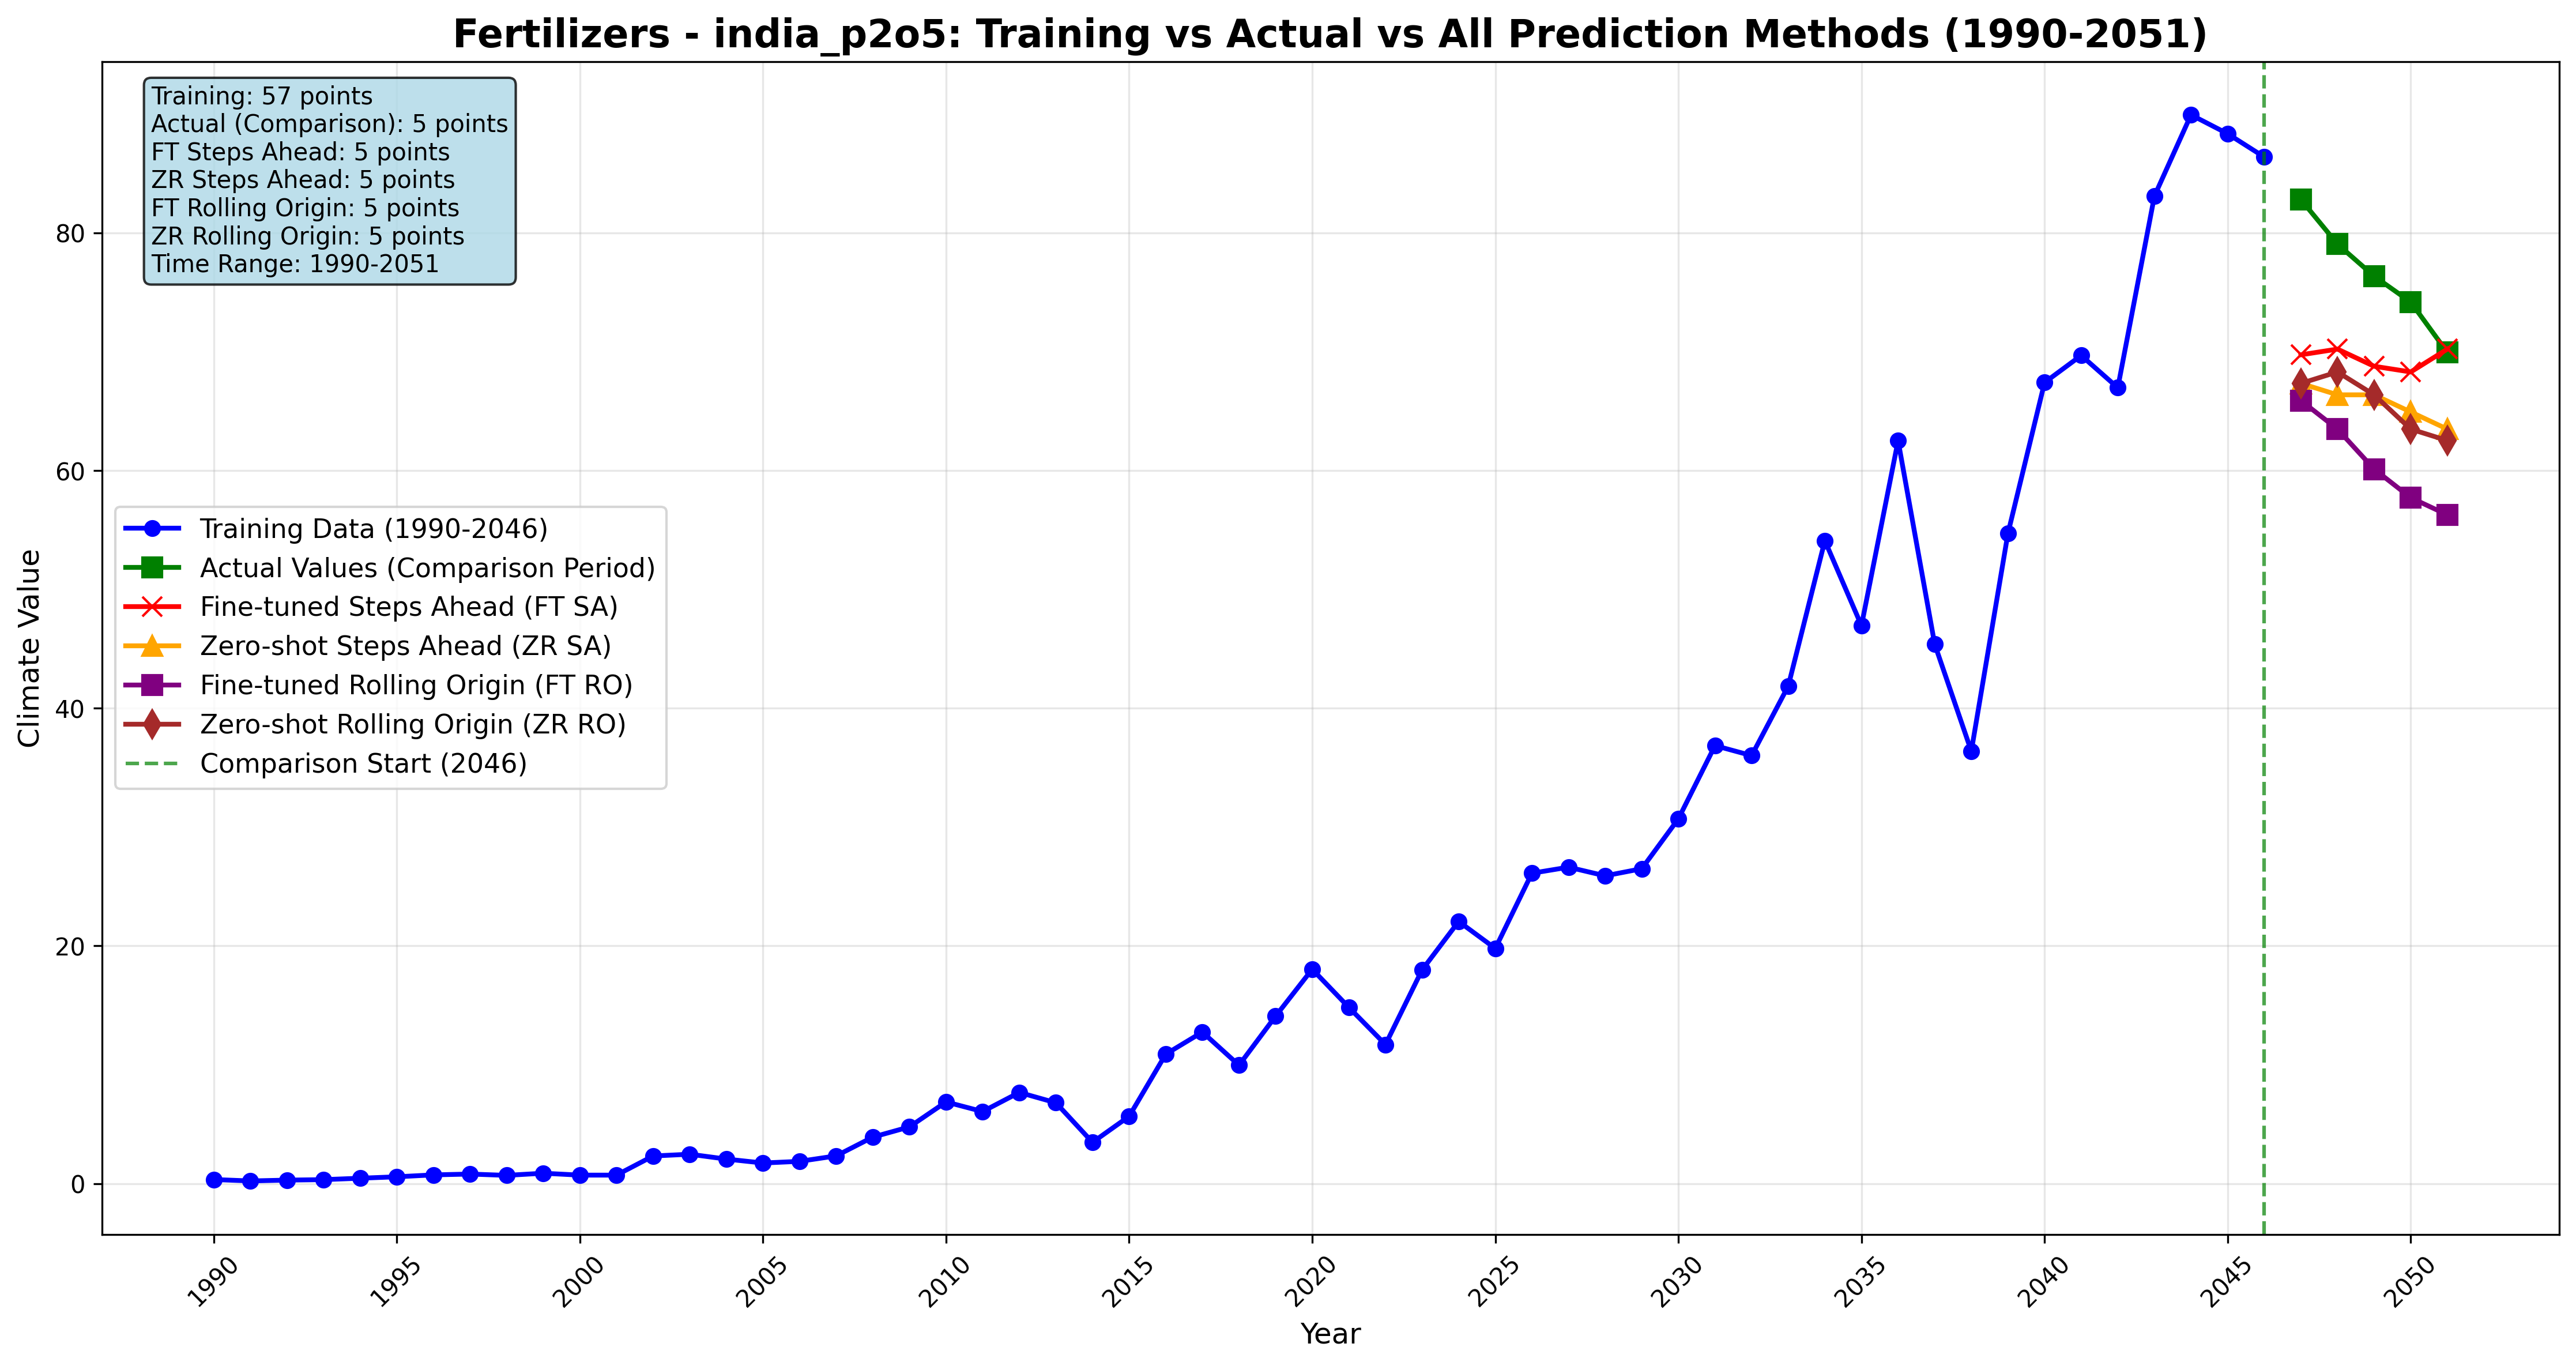 Fertilizers - india_p2o5: Training vs Actual vs All Prediction Methods (1990-2051)
Training: 57 points
Actual (Comparison): 5 points
FT Steps Ahead: 5 points
ZR Steps Ahead: 5 points
FT Rolling Origin: 5 points
ZR Rolling Origin: 5 points
Time Range: 1990-2051
80
60
40
20
0
Climate Value
Training Data (1990-2046)
Actual Values (Comparison Period)
Fine-tuned Steps Ahead (FT SA)
Zero-shot Steps Ahead (ZR SA)
Fine-tuned Rolling Origin (FT RO)
Zero-shot Rolling Origin (ZR RO)
Comparison Start (2046)
1990 1995 2000 2005 2010 2015 2020 2025 2030 2035 2040 2045 2050
Year